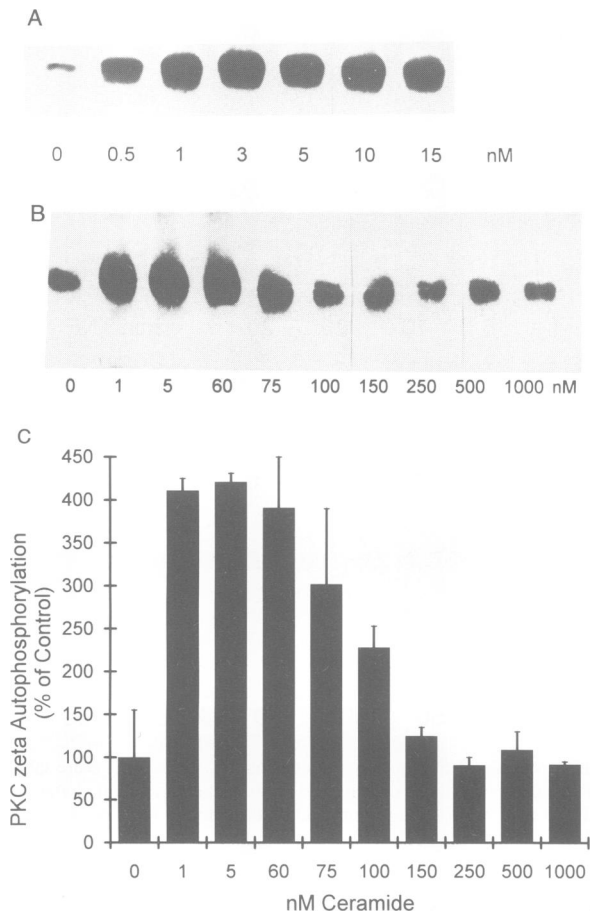 A
0 0.5 1 3 5 10 15 nM
B
0 1 5 60 75 100 150 250 500 1000 nM
C
450
400
350
300
250
200
150
100
50
0
PKC zeta Autophosphorylation
(% of Control)
0 1 5 60 75 100 150 250 500 1000
nM Ceramide